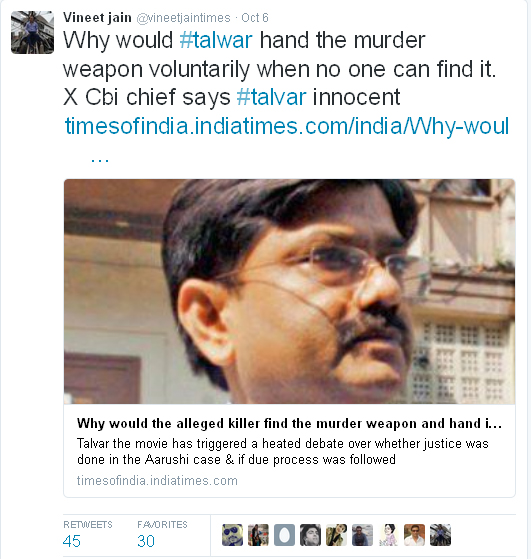 Vineet jain @vineetjaintimes · Oct 6
Why would #talwar hand the murder
weapon voluntarily when no one can find it.
X Cbi chief says #talvar innocent
timesofindia.indiatimes.com/india/Why-woul
...
Why would the alleged killer find the murder weapon and hand i...
Talvar the movie has triggered a heated debate over whether justice was
done in the Aarushi case & if due process was followed
timesofindia.indiatimes.com
RETWEETS FAVORITES
45 30